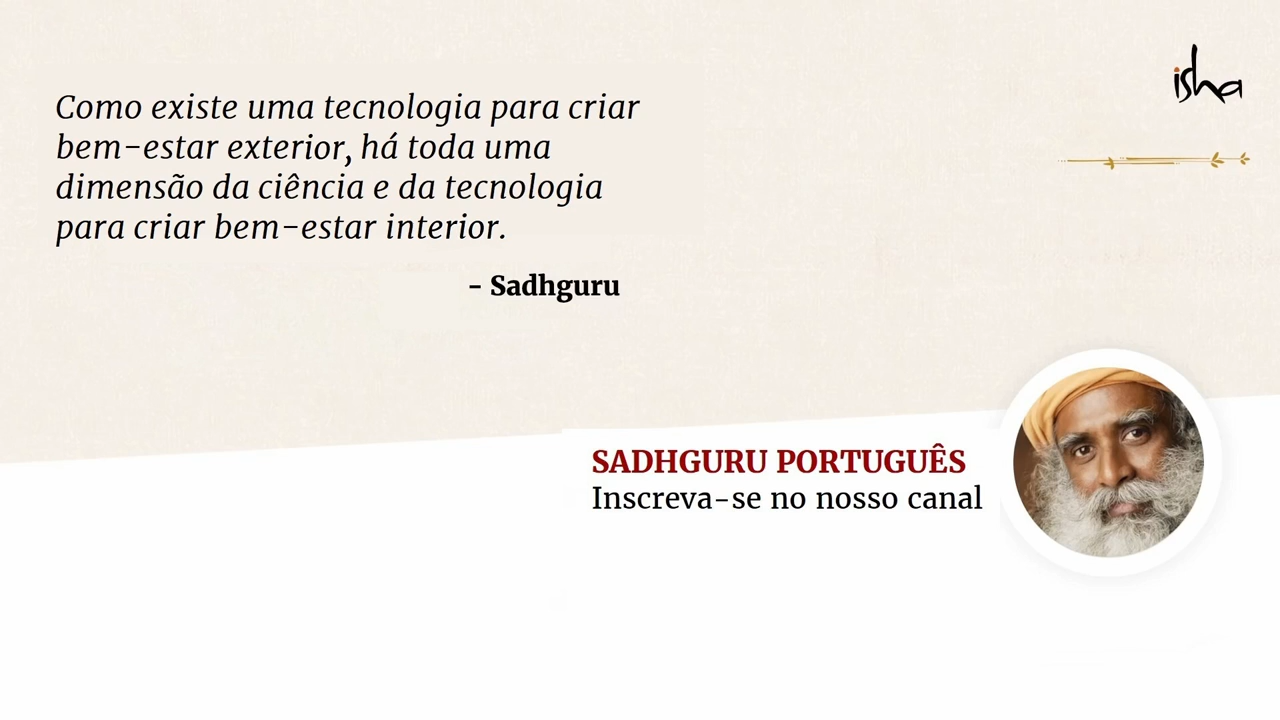 Como existe uma tecnologia para criar
bem-estar exterior, há toda uma
dimensão da ciência e da tecnologia
para criar bem-estar interior.
- Sadhguru
isha
SADHGURU PORTUGUÊS
Inscreva-se no nosso canal